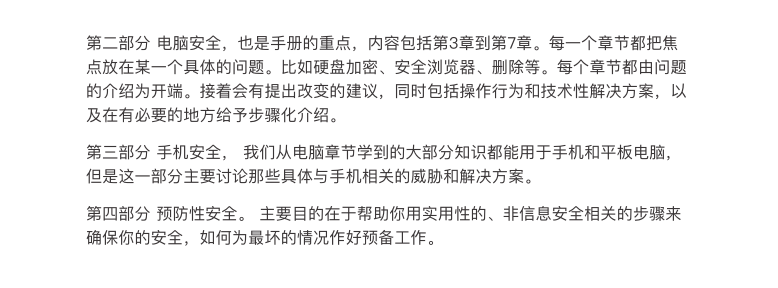 第二部分 电脑安全，也是手册的重点，内容包括第3章到第7章。每一个章节都把焦
点放在某一个具体的问题。比如硬盘加密、安全浏览器、删除等。每个章节都由问题
的介绍为开端。接着会有提出改变的建议，同时包括操作行为和技术性解决方案，以
及在有必要的地方给予步骤化介绍。
第三部分 手机安全， 我们从电脑章节学到的大部分知识都能用于手机和平板电脑，
但是这一部分主要讨论那些具体与手机相关的威胁和解决方案。
第四部分 预防性安全。 主要目的在于帮助你用实用性的、非信息安全相关的步骤来
确保你的安全，如何为最坏的情况作好预备工作。